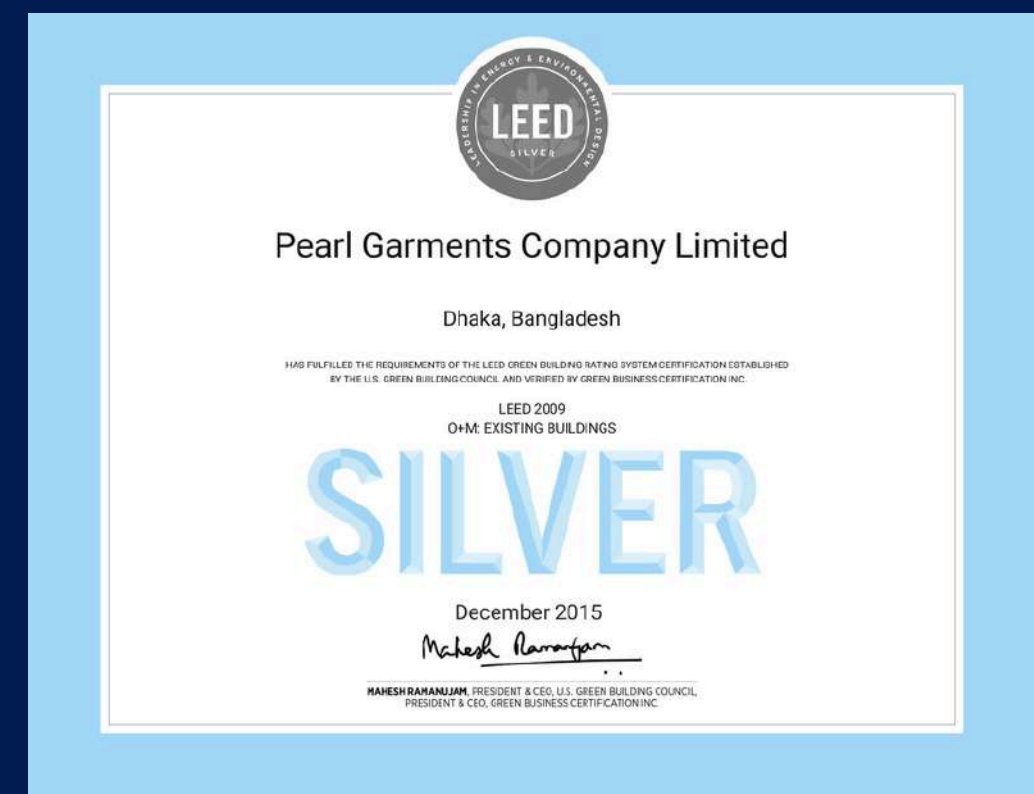 LEADERSHIP IN ENERGY & ENVIRONMENTAL DESIGN
LEED
SILVER
Pearl Garments Company Limited
Dhaka, Bangladesh
HAS FULFILLED THE REQUIREMENTS OF THE LEED GREEN BUILDING RATING SYSTEM CERTIFICATION ESTABLISHED
BY THE U.S. GREEN BUILDING COUNCIL AND VERIFIED BY GREEN BUSINESS CERTIFICATION INC.
LEED 2009
O+M: EXISTING BUILDINGS
SILVER
December 2015
Mahesh Ramanujam
MAHESH RAMANUJAM, PRESIDENT & CEO, U.S. GREEN BUILDING COUNCIL,
PRESIDENT & CEO, GREEN BUSINESS CERTIFICATION INC.